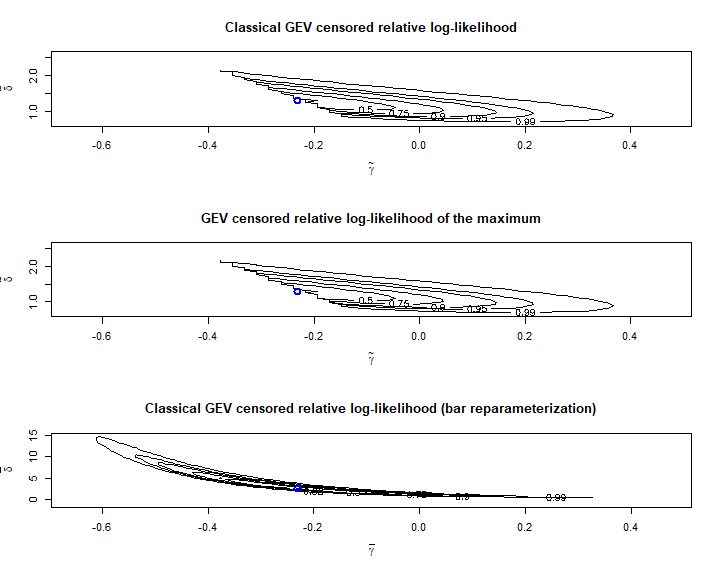 Classical GEV censored relative log-likelihood
2.0
1.0
δ̃
0.5
0.75
0.9
0.95
0.99
-0.6 -0.4 -0.2 0.0 0.2 0.4
γ̃
GEV censored relative log-likelihood of the maximum
2.0
1.0
δ̃
0.5
0.75
0.9
0.95
0.99
-0.6 -0.4 -0.2 0.0 0.2 0.4
γ̃
Classical GEV censored relative log-likelihood (bar reparameterization)
15
10
5
0
δ̄
0.9
0.99
-0.6 -0.4 -0.2 0.0 0.2 0.4
γ̄